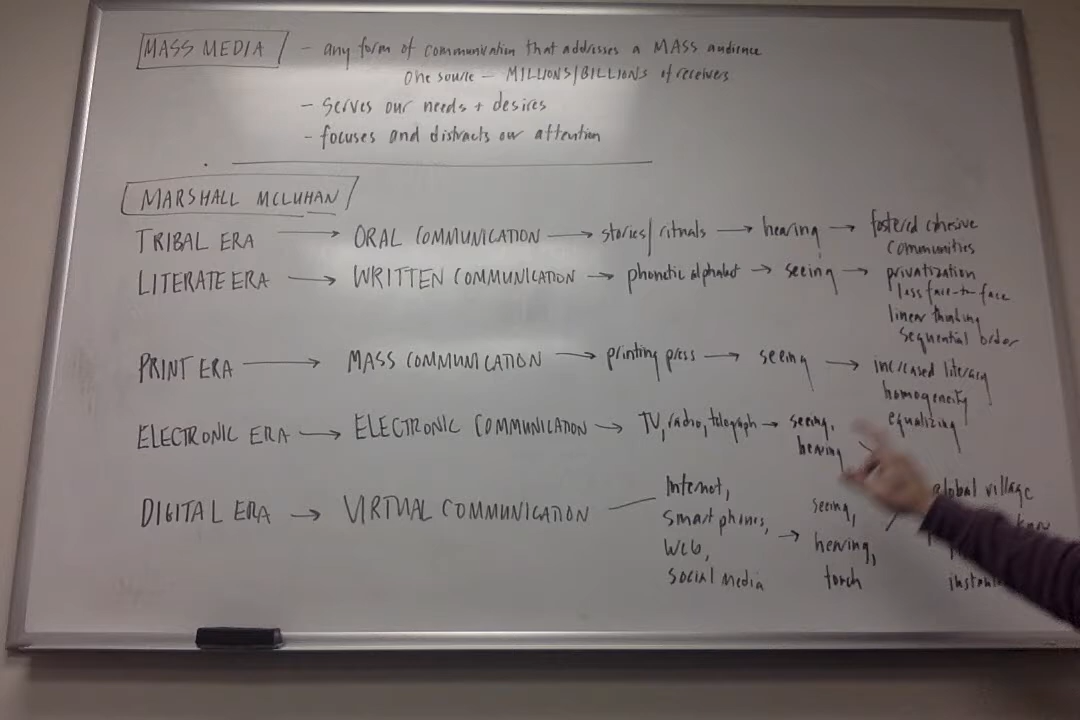 MASS MEDIA - any form of communication that addresses a MASS audience
one source - MILLIONS/BILLIONS of receivers
- serves our needs + desires
- focuses and distracts our attention
MARSHALL MCLUHAN
TRIBAL ERA → ORAL COMMUNICATION → stories/rituals → hearing → fostered cohesive
communities
LITERATE ERA → WRITTEN COMMUNICATION → phonetic alphabet → seeing → privatization
less face-to-face
linear thinking
sequential order
PRINT ERA → MASS COMMUNICATION → printing press → seeing → increased literacy
homogeneity
equalizing
ELECTRONIC ERA → ELECTRONIC COMMUNICATION → TV, radio, telegraph → seeing,
hearing
DIGITAL ERA → VIRTUAL COMMUNICATION — Internet,
smart phones,
Web,
social media
→ seeing,
hearing,
touch
global village
know